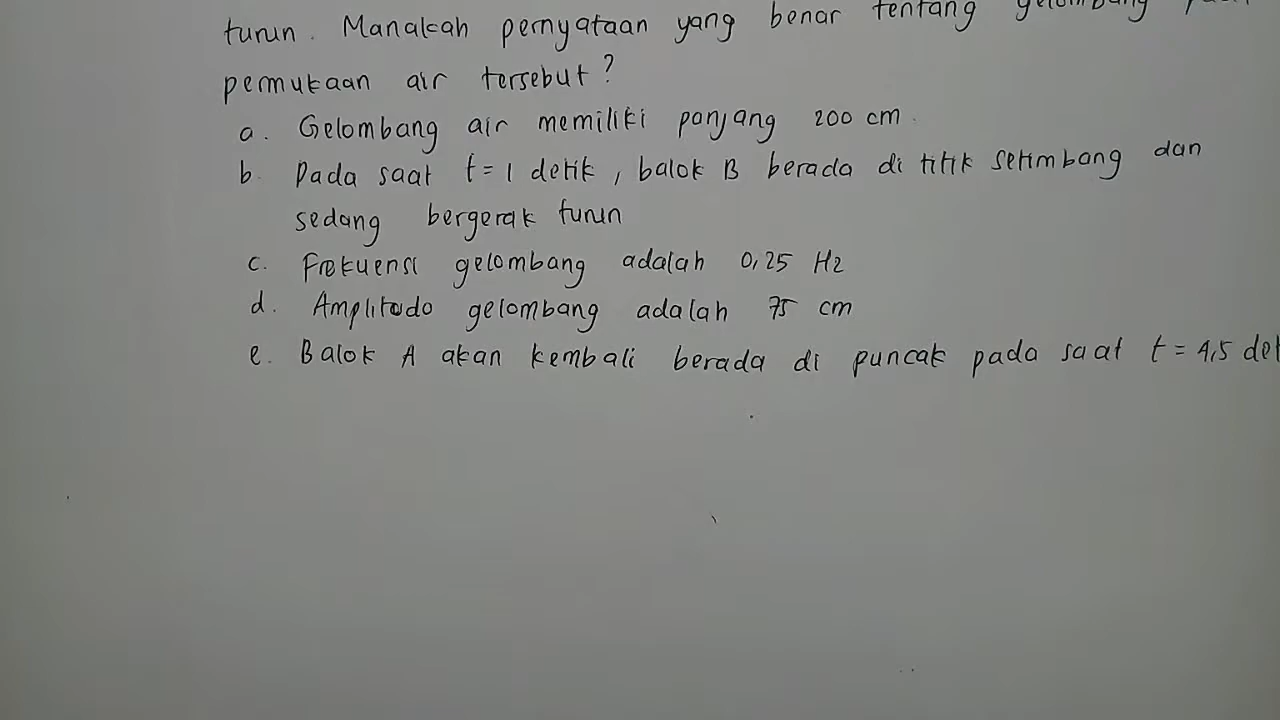 turun. Manakah pernyataan yang benar tentang gelombang
permukaan air tersebut?
a. Gelombang air memiliki panjang 200 cm.
b. Pada saat t = 1 detik, balok B berada di titik setimbang dan
sedang bergerak turun
c. Frekuensi gelombang adalah 0,25 Hz
d. Amplitudo gelombang adalah 75 cm
e. Balok A akan kembali berada di puncak pada saat t = 4,5 det